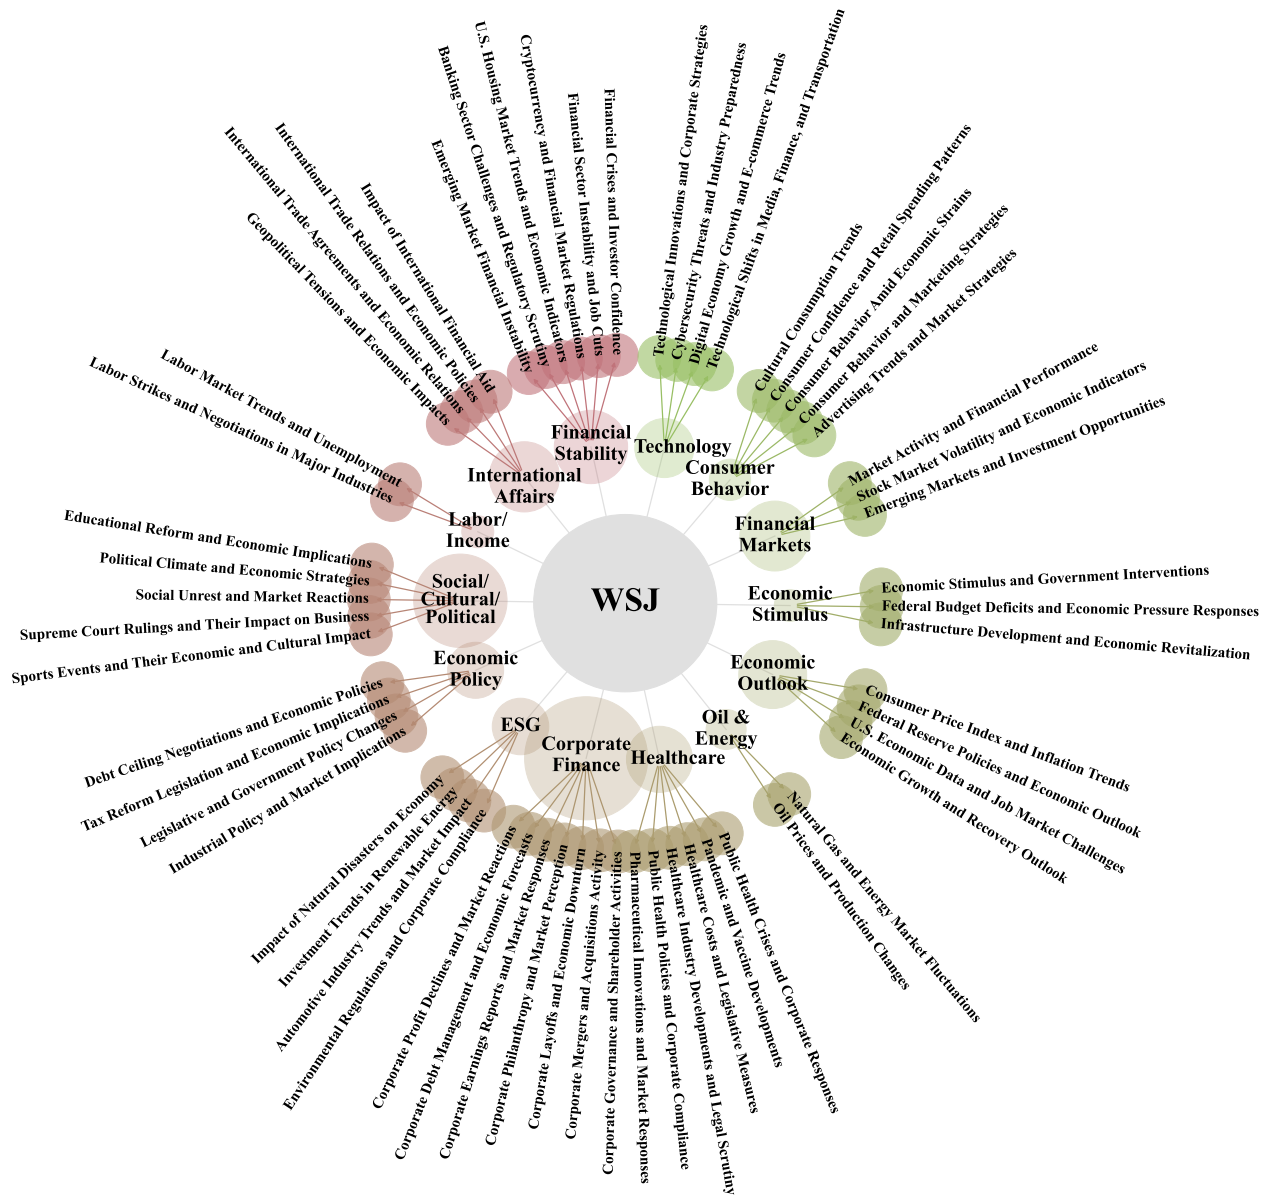 WSJ
Financial
Stability
Emerging Market Financial Instability
Banking Sector Challenges and Regulatory Scrutiny
U.S. Housing Market Trends and Economic Indicators
Cryptocurrency and Financial Market Regulations
Financial Sector Instability and Job Cuts
Financial Crises and Investor Confidence
Technology
Technological Innovations and Corporate Strategies
Cybersecurity Threats and Industry Preparedness
Digital Economy Growth and E-commerce Trends
Technological Shifts in Media, Finance, and Transportation
Consumer
Behavior
Cultural Consumption Trends
Consumer Confidence and Retail Spending Patterns
Consumer Behavior Amid Economic Strains
Consumer Behavior and Marketing Strategies
Advertising Trends and Market Strategies
Financial
Markets
Market Activity and Financial Performance
Stock Market Volatility and Economic Indicators
Emerging Markets and Investment Opportunities
Economic
Stimulus
Economic Stimulus and Government Interventions
Federal Budget Deficits and Economic Pressure Responses
Infrastructure Development and Economic Revitalization
Economic
Outlook
Consumer Price Index and Inflation Trends
Federal Reserve Policies and Economic Outlook
U.S. Economic Data and Job Market Challenges
Economic Growth and Recovery Outlook
Oil &
Energy
Natural Gas and Energy Market Fluctuations
Oil Prices and Production Changes
Healthcare
Public Health Crises and Corporate Responses
Pandemic and Vaccine Developments
Healthcare Costs and Legislative Measures
Healthcare Industry Developments and Legal Scrutiny
Public Health Policies and Corporate Compliance
Pharmaceutical Innovations and Market Responses
Corporate
Finance
Corporate Governance and Shareholder Activities
Corporate Mergers and Acquisitions Activity
Corporate Layoffs and Economic Downturn
Corporate Philanthropy and Market Perception
Corporate Earnings Reports and Market Responses
Corporate Debt Management and Economic Forecasts
Corporate Profit Declines and Market Reactions
ESG
Environmental Regulations and Corporate Compliance
Automotive Industry Trends and Market Impact
Investment Trends in Renewable Energy
Impact of Natural Disasters on Economy
Economic
Policy
Industrial Policy and Market Implications
Legislative and Government Policy Changes
Tax Reform Legislation and Economic Implications
Debt Ceiling Negotiations and Economic Policies
Social/
Cultural/
Political
Sports Events and Their Economic and Cultural Impact
Supreme Court Rulings and Their Impact on Business
Social Unrest and Market Reactions
Political Climate and Economic Strategies
Educational Reform and Economic Implications
Labor/
Income
Labor Strikes and Negotiations in Major Industries
Labor Market Trends and Unemployment
International
Affairs
Geopolitical Tensions and Economic Impacts
International Trade Agreements and Economic Relations
International Trade Relations and Economic Policies
Impact of International Financial Aid